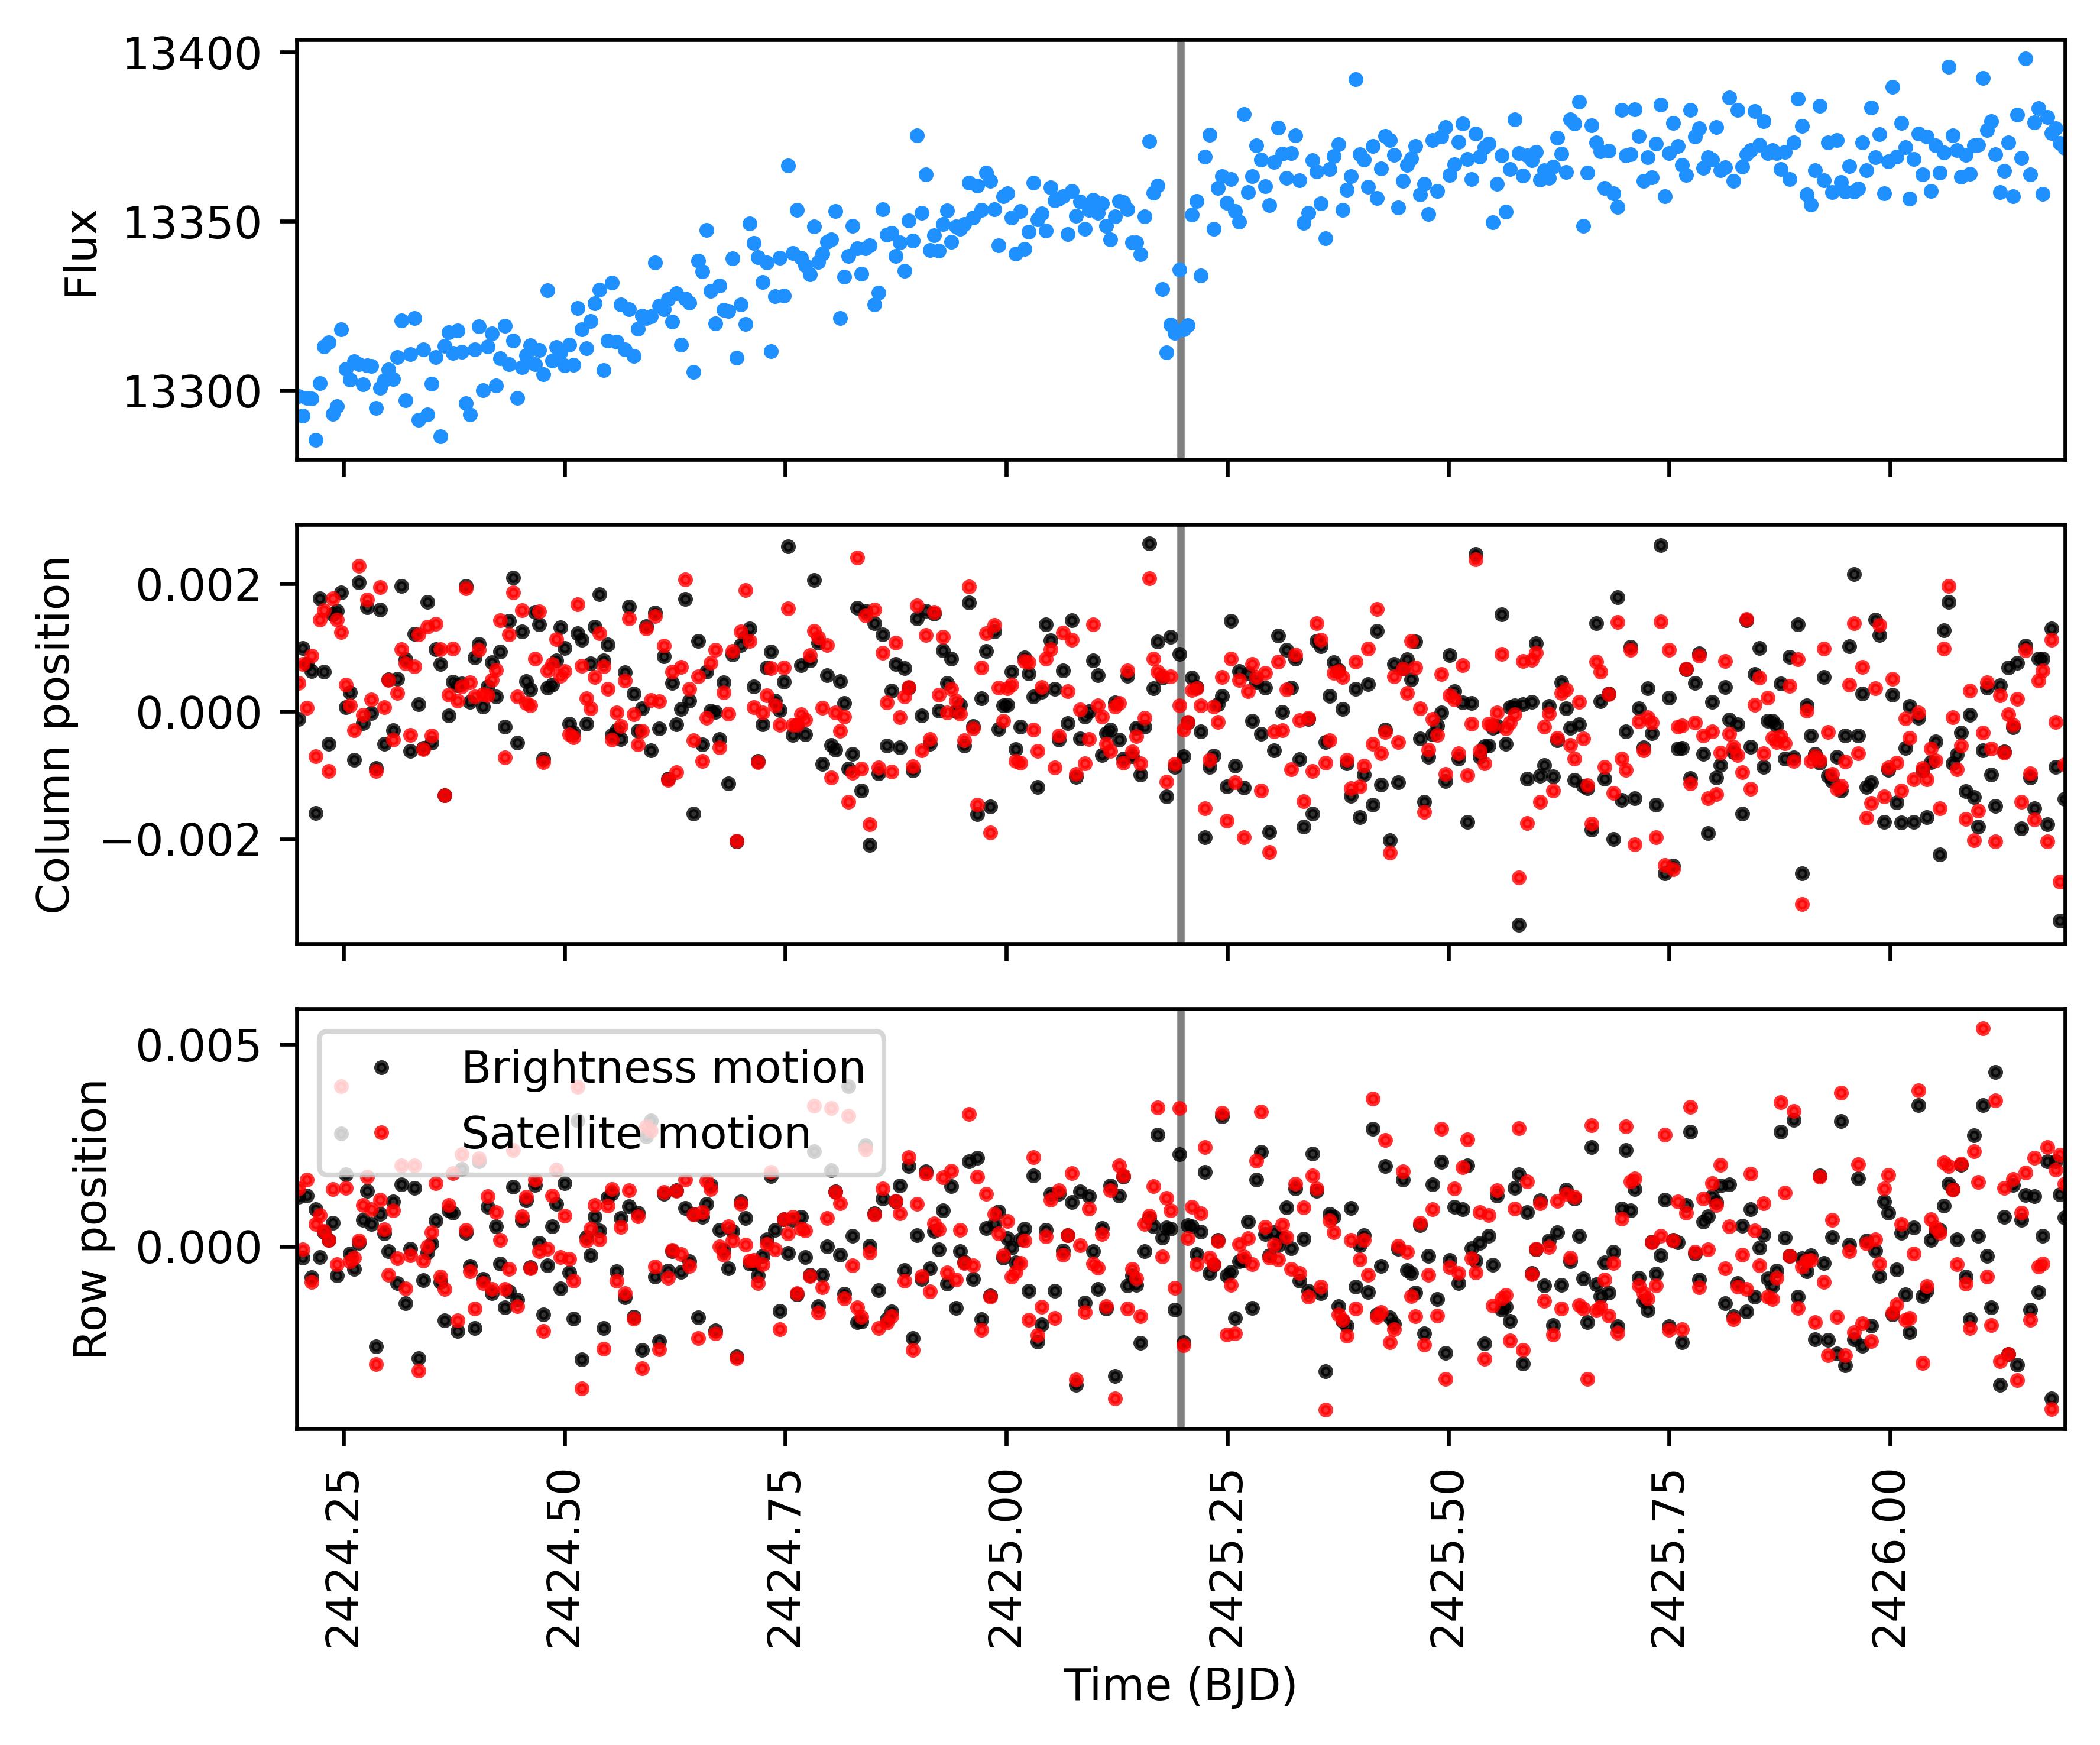 13400
13350
13300
Flux
0.002
0.000
−0.002
Column position
0.005
0.000
Row position
Brightness motion
Satellite motion
2424.25
2424.50
2424.75
2425.00
2425.25
2425.50
2425.75
2426.00
Time (BJD)